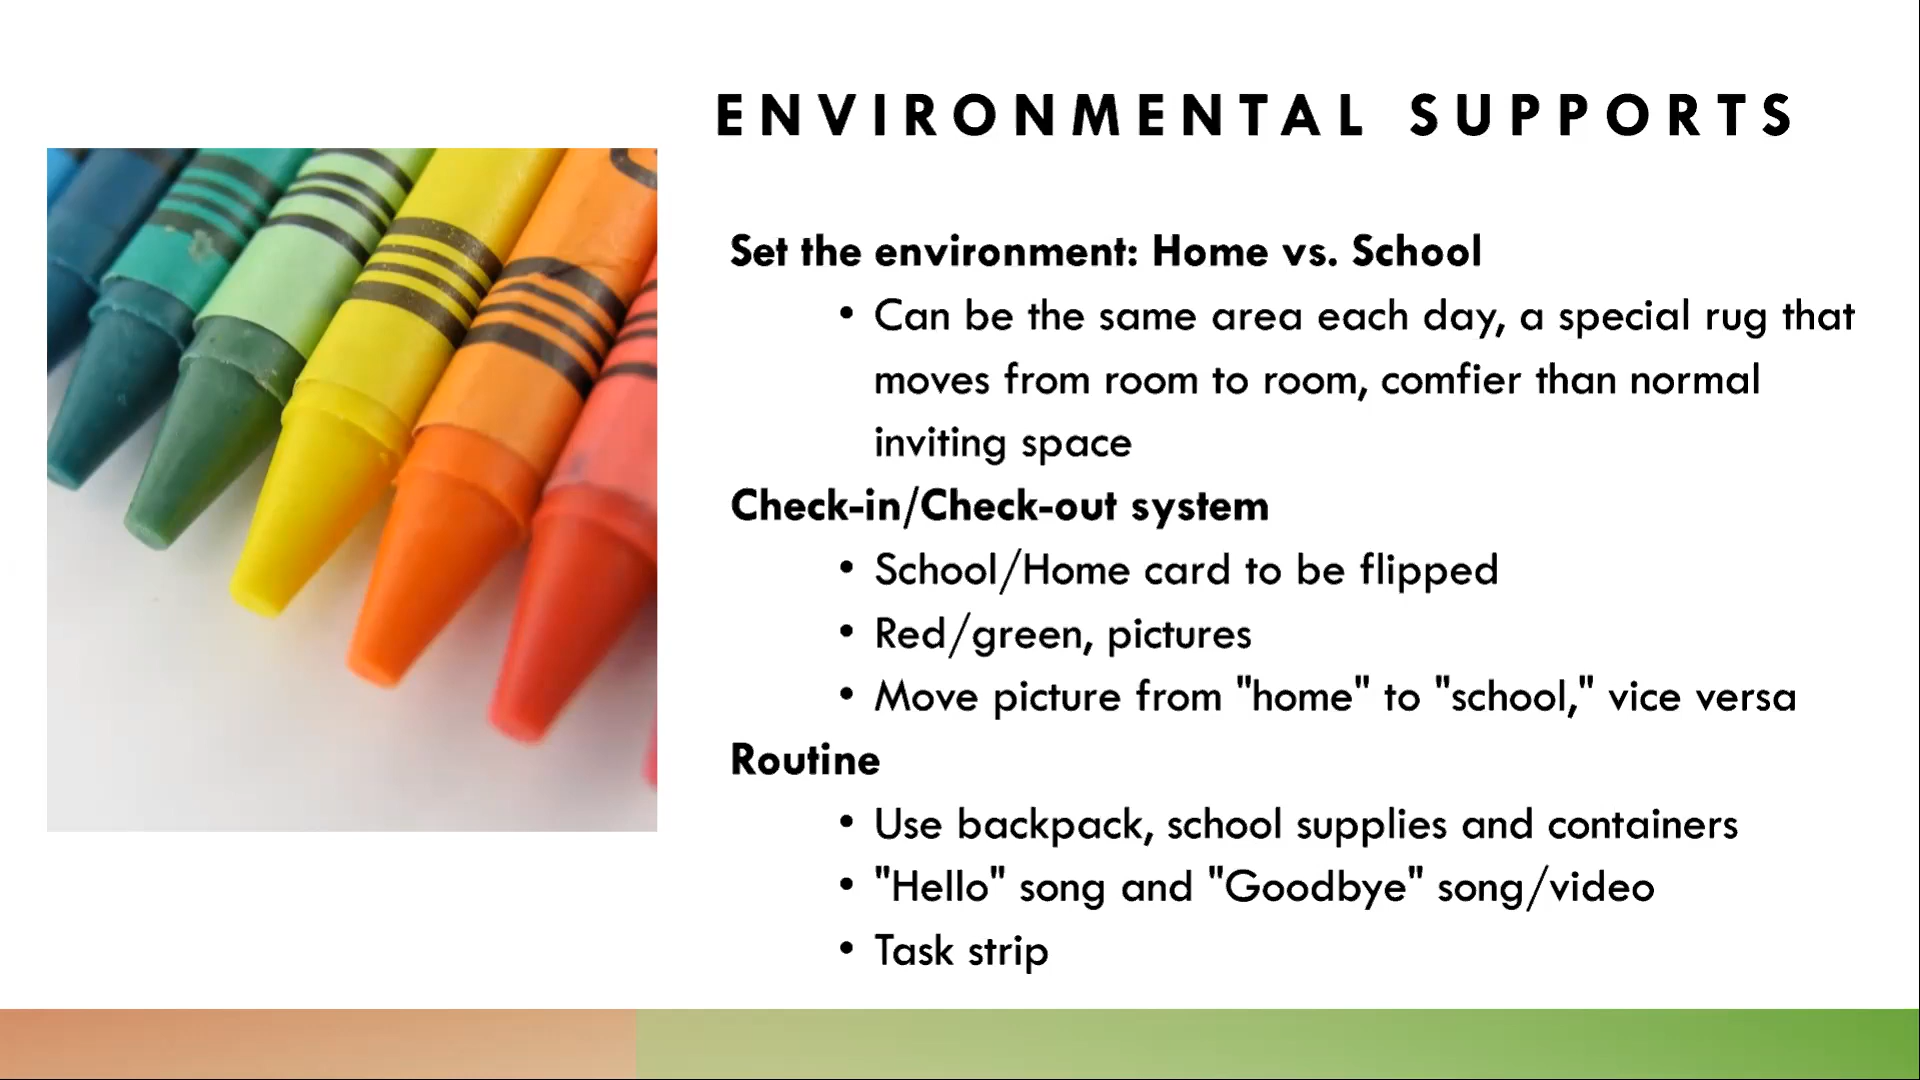 ENVIRONMENTAL SUPPORTS
Set the environment: Home vs. School
• Can be the same area each day, a special rug that
moves from room to room, comfier than normal
inviting space
Check-in/Check-out system
• School/Home card to be flipped
• Red/green, pictures
• Move picture from "home" to "school," vice versa
Routine
• Use backpack, school supplies and containers
• "Hello" song and "Goodbye" song/video
• Task strip